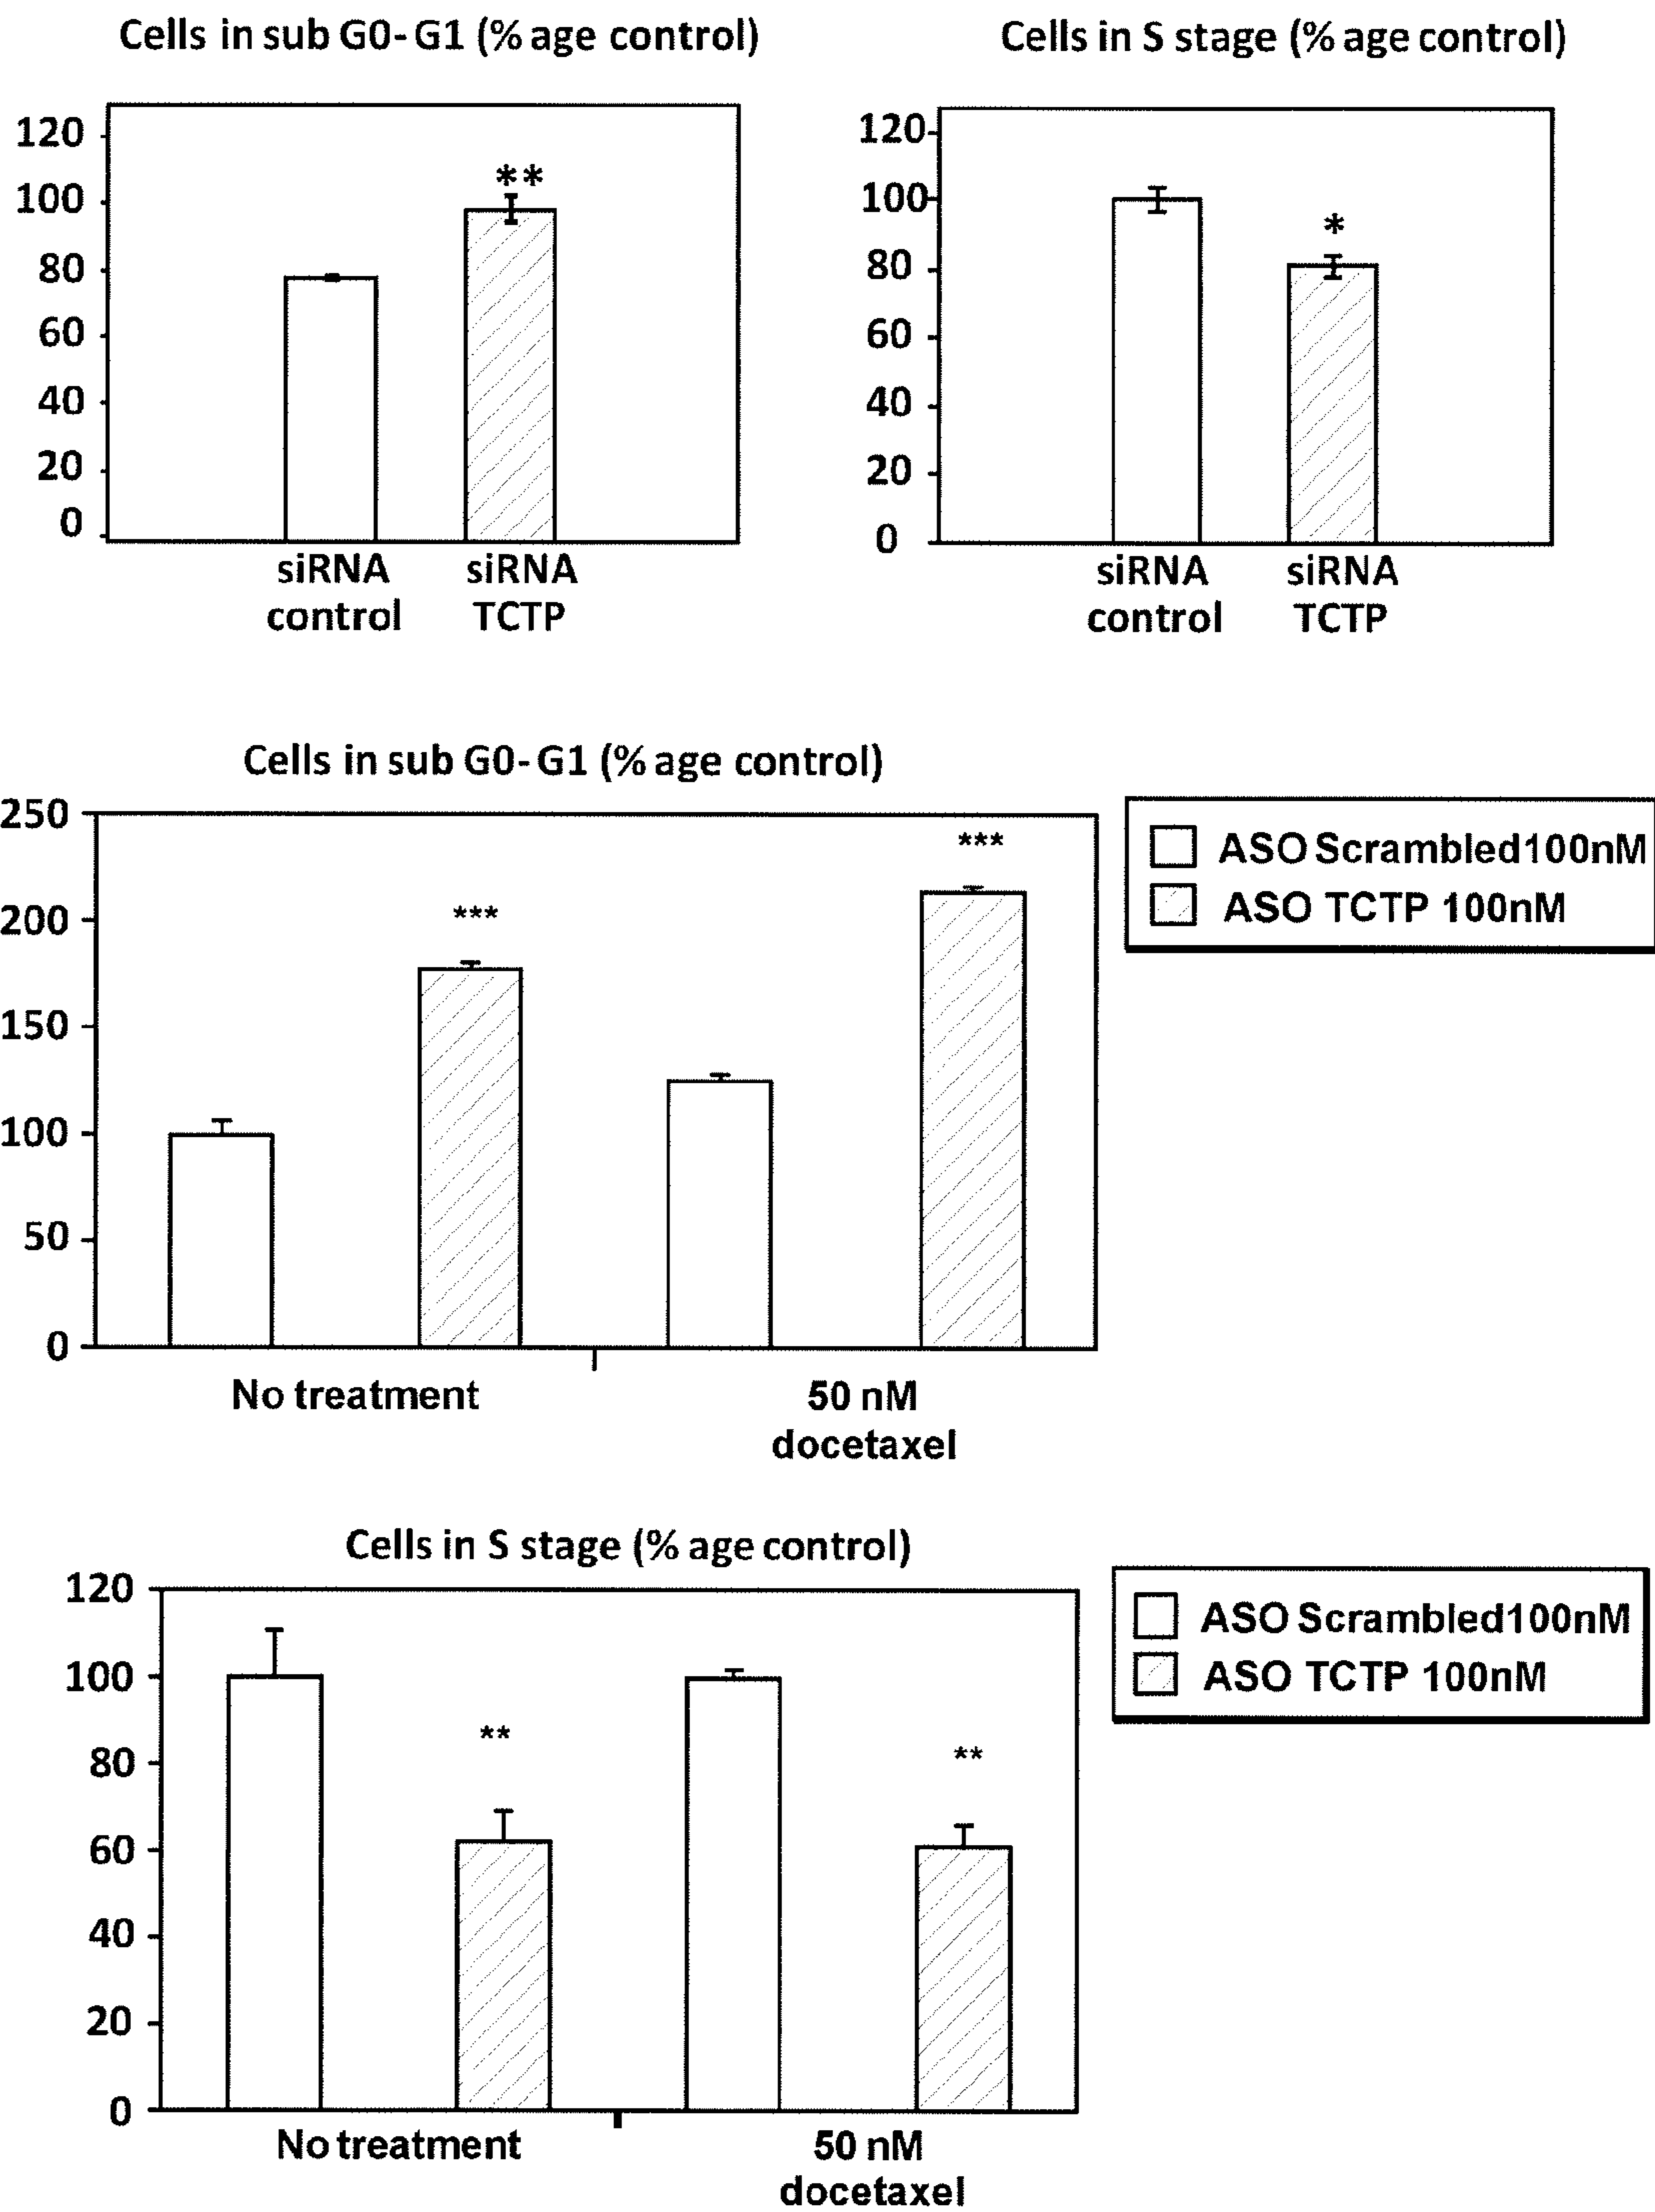 Cells in sub G0-G1 (% age control)
120
100
80
60
40
20
0
**
siRNA control
siRNA TCTP
Cells in S stage (% age control)
120
100
80
60
40
20
0
*
siRNA control
siRNA TCTP
Cells in sub G0-G1 (% age control)
250
200
150
100
50
0
***
***
No treatment
50 nM
docetaxel
ASO Scrambled100nM
ASO TCTP 100nM
Cells in S stage (% age control)
120
100
80
60
40
20
0
**
**
No treatment
50 nM
docetaxel
ASO Scrambled100nM
ASO TCTP 100nM